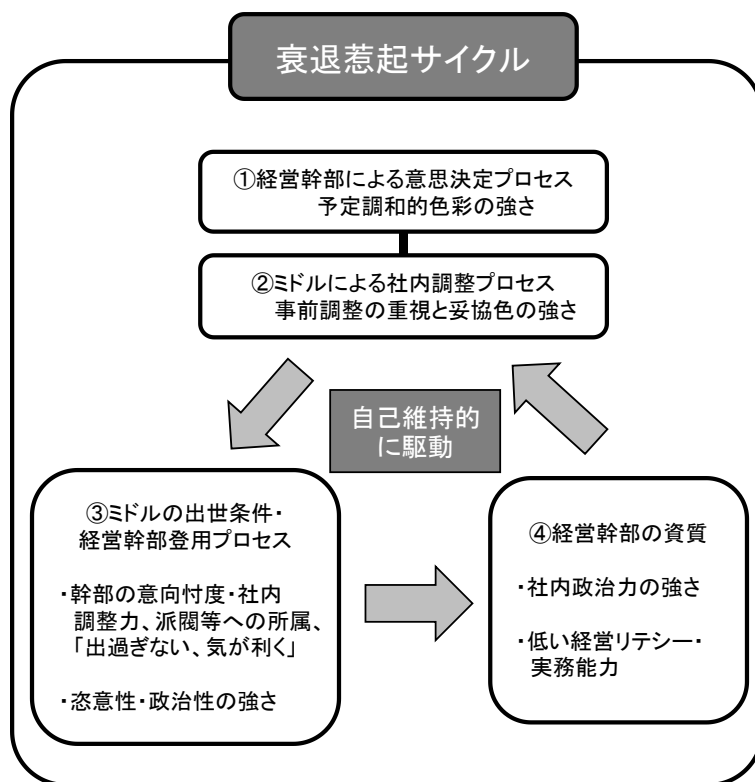 衰退惹起サイクル
①経営幹部による意思決定プロセス
予定調和的色彩の強さ
②ミドルによる社内調整プロセス
事前調整の重視と妥協色の強さ
自己維持的
に駆動
③ミドルの出世条件・
経営幹部登用プロセス
・幹部の意向忖度・社内
調整力、派閥等への所属、
「出過ぎない、気が利く」
・恣意性・政治性の強さ
④経営幹部の資質
・社内政治力の強さ
・低い経営リテシー・
実務能力